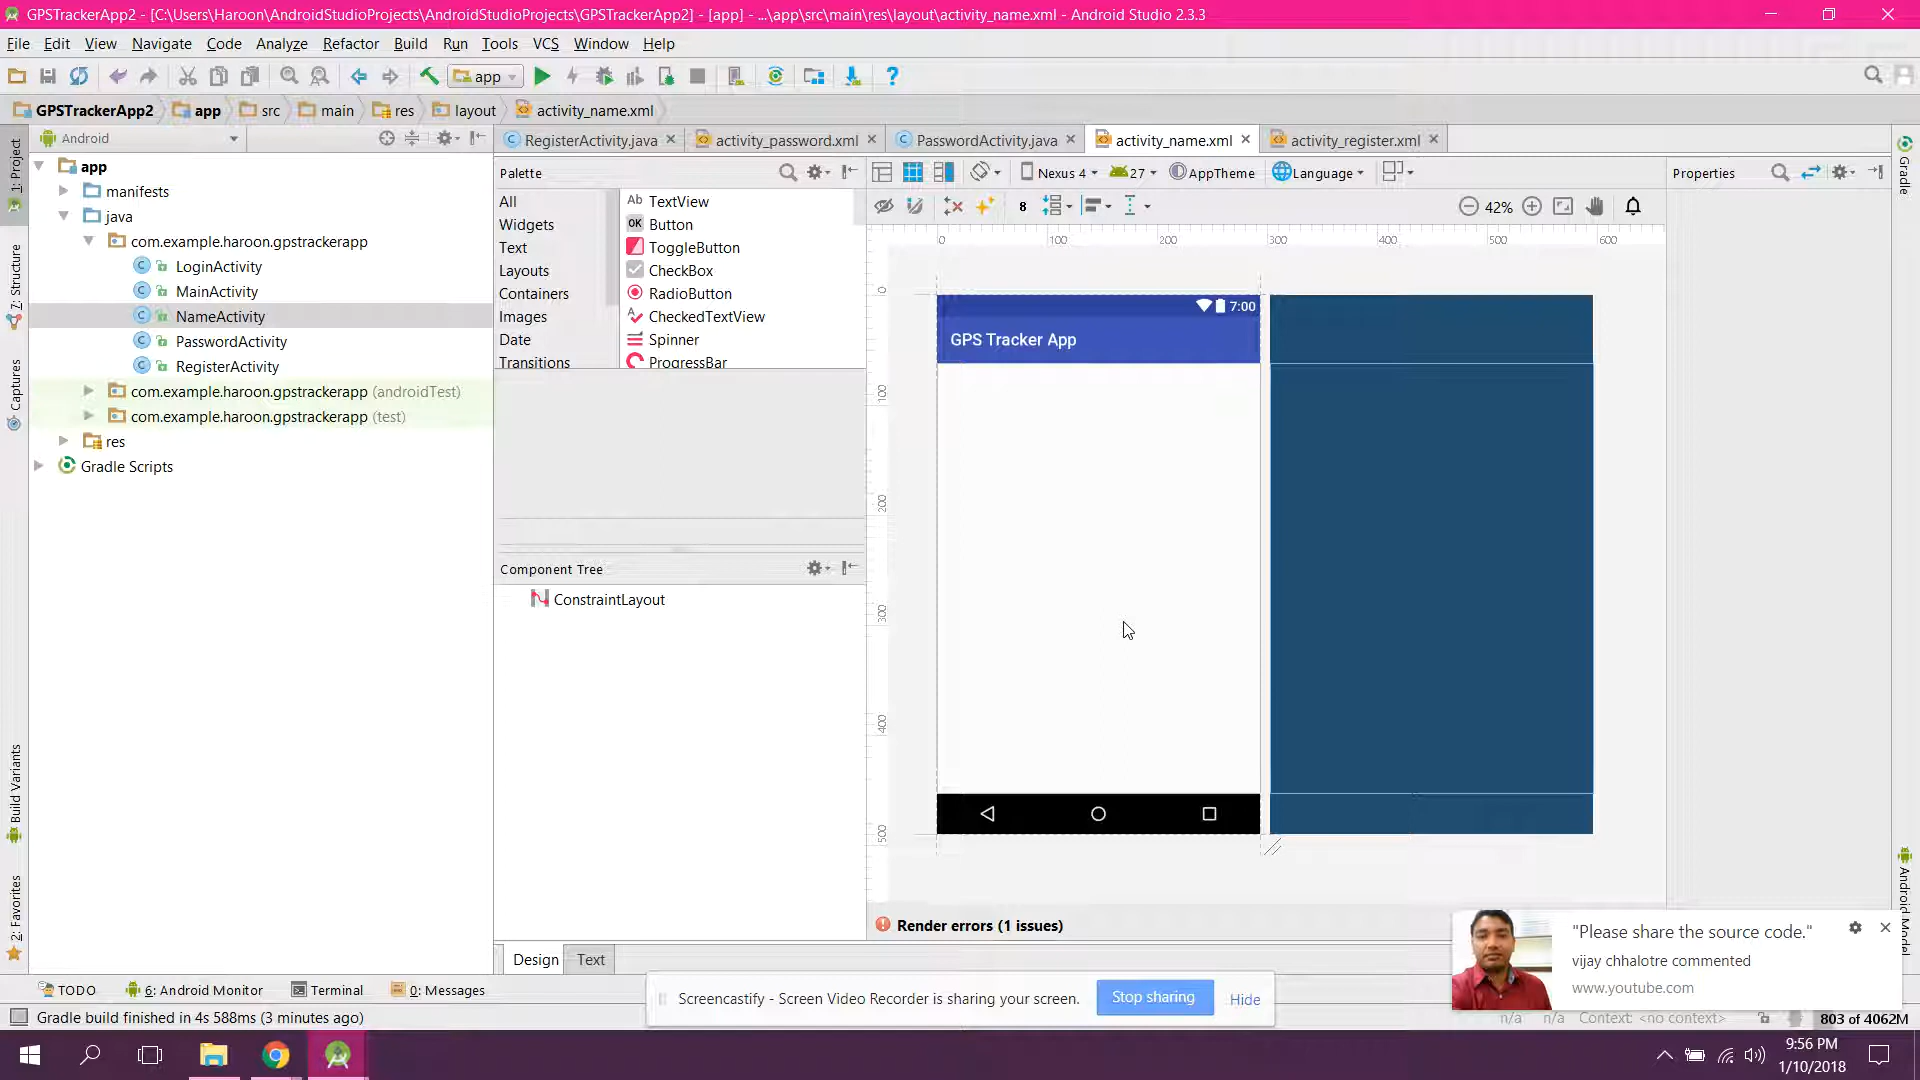 GPSTrackerApp2 - [C:\Users\Haroon\AndroidStudioProjects\AndroidStudioProjects\GPSTrackerApp2] - [app] - ...\app\src\main\res\layout\activity_name.xml - Android Studio 2.3.3
File Edit View Navigate Code Analyze Refactor Build Run Tools VCS Window Help
app
GPSTrackerApp2 app src main res layout activity_name.xml
Android
RegisterActivity.java activity_password.xml PasswordActivity.java activity_name.xml activity_register.xml
1: Project
7: Structure
Captures
Build Variants
2: Favorites
app
manifests
java
com.example.haroon.gpstrackerapp
LoginActivity
MainActivity
NameActivity
PasswordActivity
RegisterActivity
com.example.haroon.gpstrackerapp (androidTest)
com.example.haroon.gpstrackerapp (test)
res
Gradle Scripts
Palette
All
Widgets
Text
Layouts
Containers
Images
Date
Transitions
Ab TextView
OK Button
ToggleButton
CheckBox
RadioButton
CheckedTextView
Spinner
ProgressBar
Component Tree
ConstraintLayout
Nexus 4 27 AppTheme Language
8
42%
0 100 200 300 400 500 600
0
100
200
300
400
500
7:00
GPS Tracker App
Render errors (1 issues)
Design Text
Properties
Gradle
Android Model
"Please share the source code."
vijay chhalotre commented
www.youtube.com
TODO 6: Android Monitor Terminal 0: Messages
Screencastify - Screen Video Recorder is sharing your screen. Stop sharing Hide
Gradle build finished in 4s 588ms (3 minutes ago)
n/a n/a Context: <no context> 803 of 4062M
9:56 PM
1/10/2018